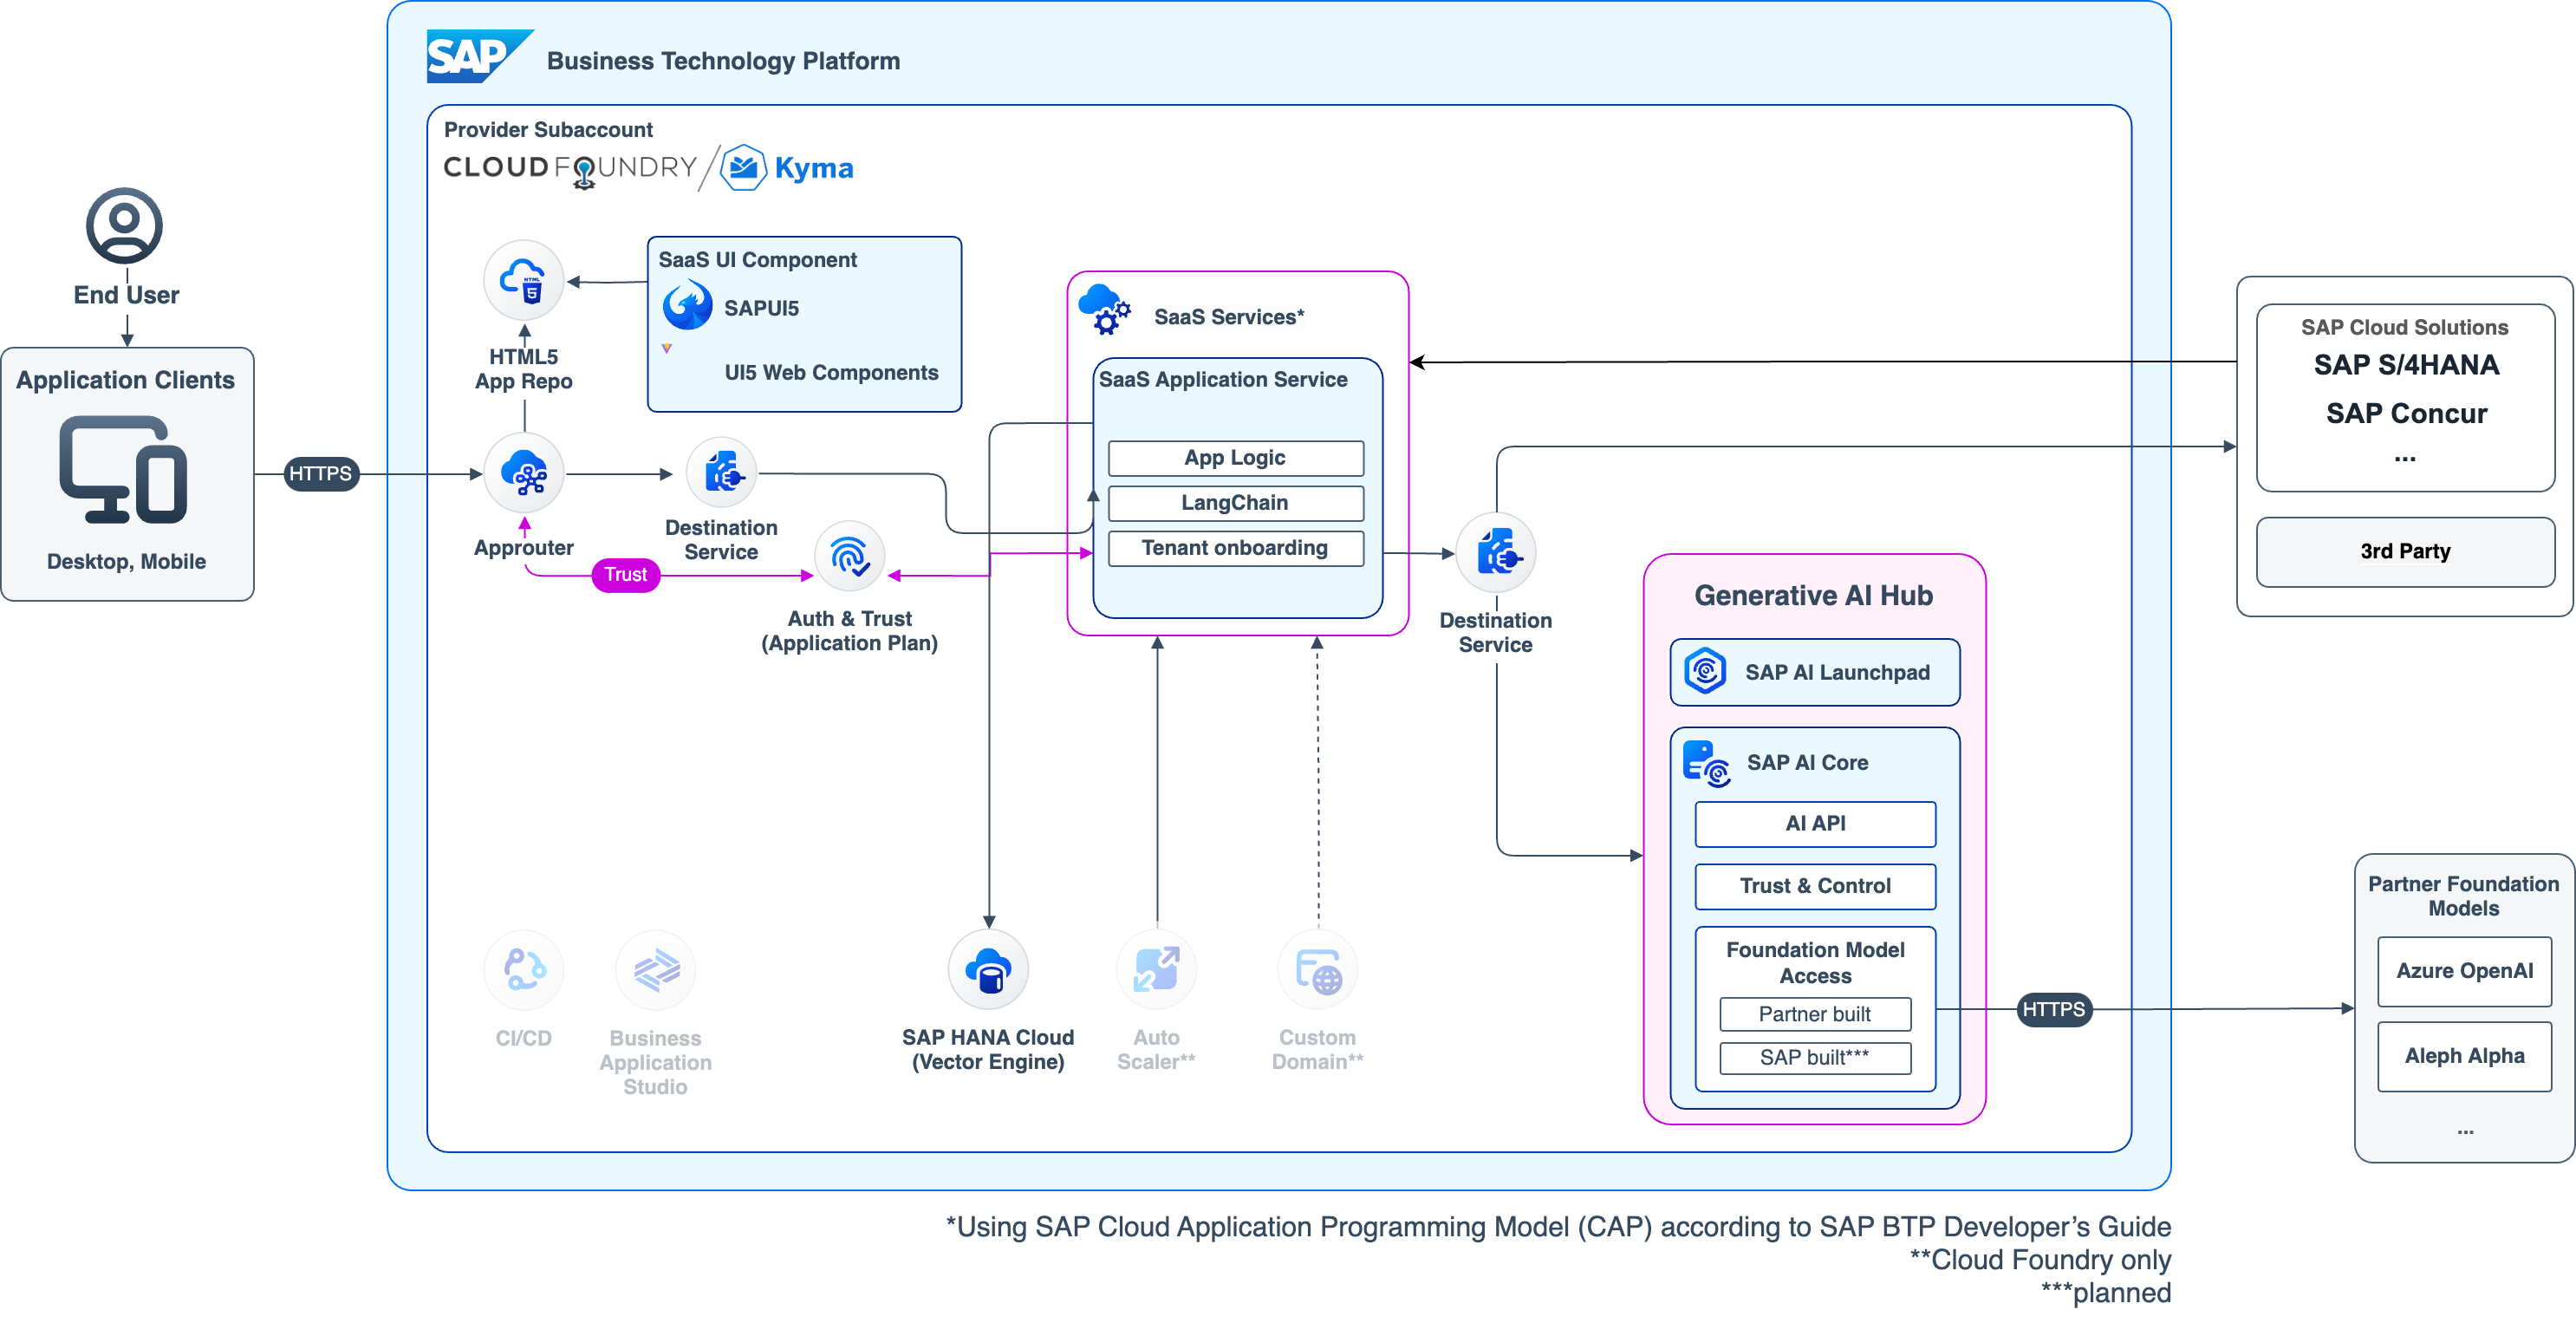 SAP
Business Technology Platform
Provider Subaccount
CLOUD FOUNDRY
Kyma
End User
Application Clients
Desktop, Mobile
HTTPS
HTML
5
HTML5
App Repo
SaaS UI Component
SAPUI5
UI5 Web Components
Approuter
Destination
Service
Trust
Auth & Trust
(Application Plan)
SaaS Services*
SaaS Application Service
App Logic
LangChain
Tenant onboarding
Destination
Service
SAP Cloud Solutions
SAP S/4HANA
SAP Concur
...
3rd Party
Generative AI Hub
SAP AI Launchpad
SAP AI Core
AI API
Trust & Control
Foundation Model
Access
Partner built
SAP built***
HTTPS
Partner Foundation
Models
Azure OpenAI
Aleph Alpha
...
CI/CD
Business
Application
Studio
SAP HANA Cloud
(Vector Engine)
Auto
Scaler**
Custom
Domain**
*Using SAP Cloud Application Programming Model (CAP) according to SAP BTP Developer’s Guide
**Cloud Foundry only
***planned